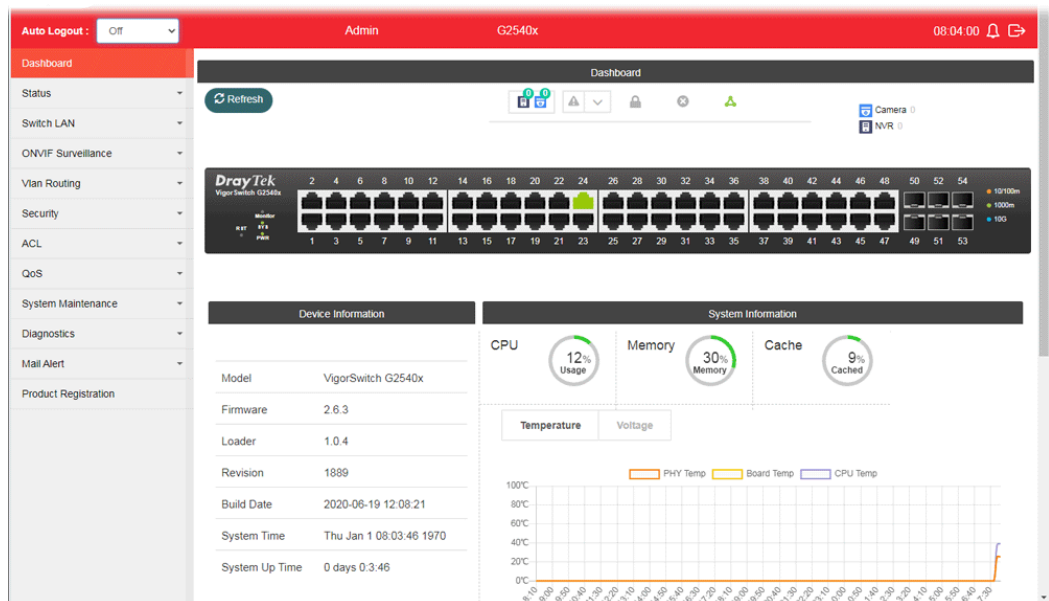 Auto Logout : Off Admin G2540x 08:04:00
Dashboard
Status
Switch LAN
ONVIF Surveillance
Vlan Routing
Security
ACL
QoS
System Maintenance
Diagnostics
Mail Alert
Product Registration
Dashboard
Refresh
0 0
Camera 0
NVR 0
DrayTek
VigorSwitch G2540x
2 4 6 8 10 12 14 16 18 20 22 24 26 28 30 32 34 36 38 40 42 44 46 48 50 52 54
10/100m
1000m
10G
Monitor
RST SYS
PWR
1 3 5 7 9 11 13 15 17 19 21 23 25 27 29 31 33 35 37 39 41 43 45 47 49 51 53
Device Information
Model VigorSwitch G2540x
Firmware 2.6.3
Loader 1.0.4
Revision 1889
Build Date 2020-06-19 12:08:21
System Time Thu Jan 1 08:03:46 1970
System Up Time 0 days 0:3:46
System Information
CPU
12%
Usage
Memory
30%
Memory
Cache
9%
Cached
Temperature Voltage
PHY Temp Board Temp CPU Temp
100℃
80℃
60℃
40℃
20℃
0℃